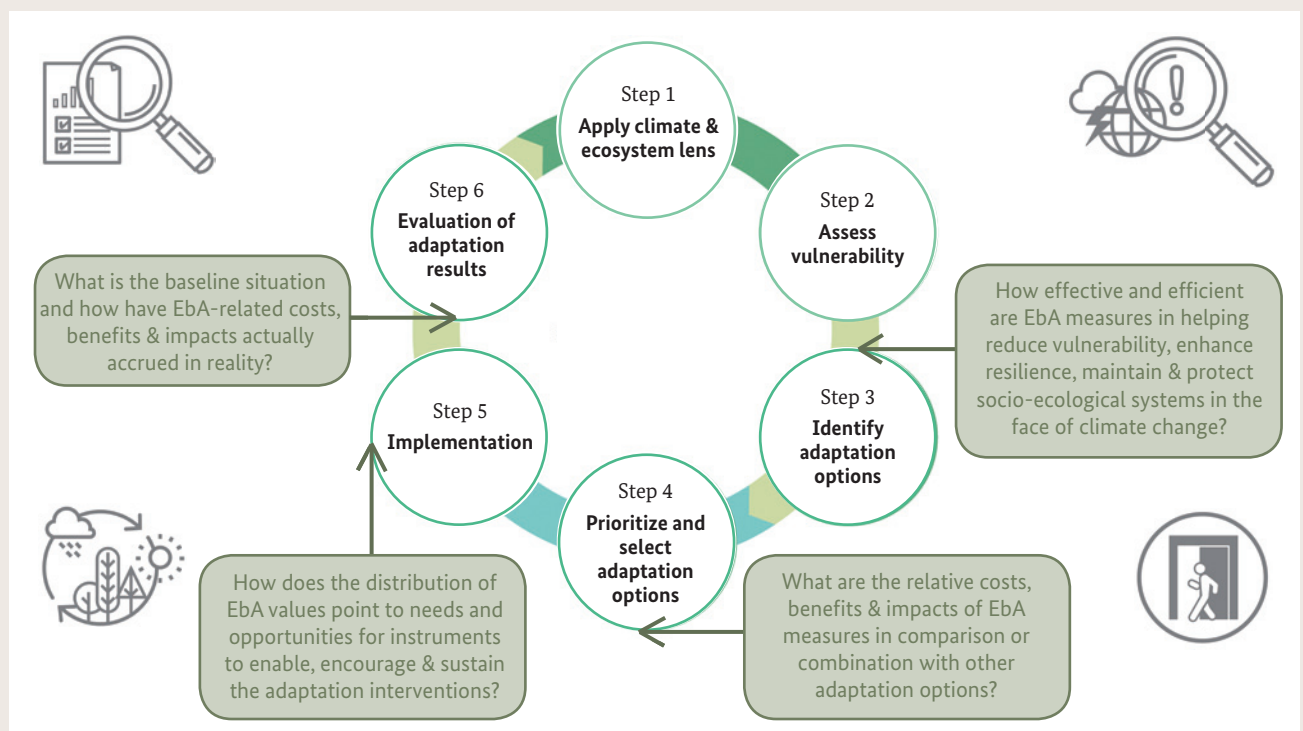 Step 1
Apply climate &
ecosystem lens
Step 2
Assess
vulnerability
How effective and efficient
are EbA measures in helping
reduce vulnerability, enhance
resilience, maintain & protect
socio-ecological systems in the
face of climate change?
Step 3
Identify
adaptation
options
Step 4
Prioritize and
select
adaptation
options
What are the relative costs,
benefits & impacts of EbA
measures in comparison or
combination with other
adaptation options?
Step 5
Implementation
How does the distribution of
EbA values point to needs and
opportunities for instruments
to enable, encourage & sustain
the adaptation interventions?
Step 6
Evaluation of
adaptation
results
What is the baseline situation
and how have EbA-related costs,
benefits & impacts actually
accrued in reality?